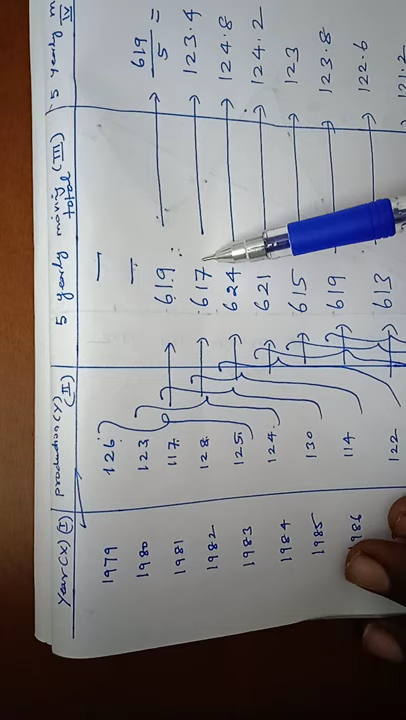 Year(X) (I) Production(Y) (II) 5 yearly moving total (III) 5 yearly m IV
1979 126 —
1980 123 —
1981 117 619 619/5 =
1982 128 617 123.4
1983 125 624 124.8
1984 124 621 124.2
1985 130 615 123
1986 114 619 123.8
122 613 122.6
121.2